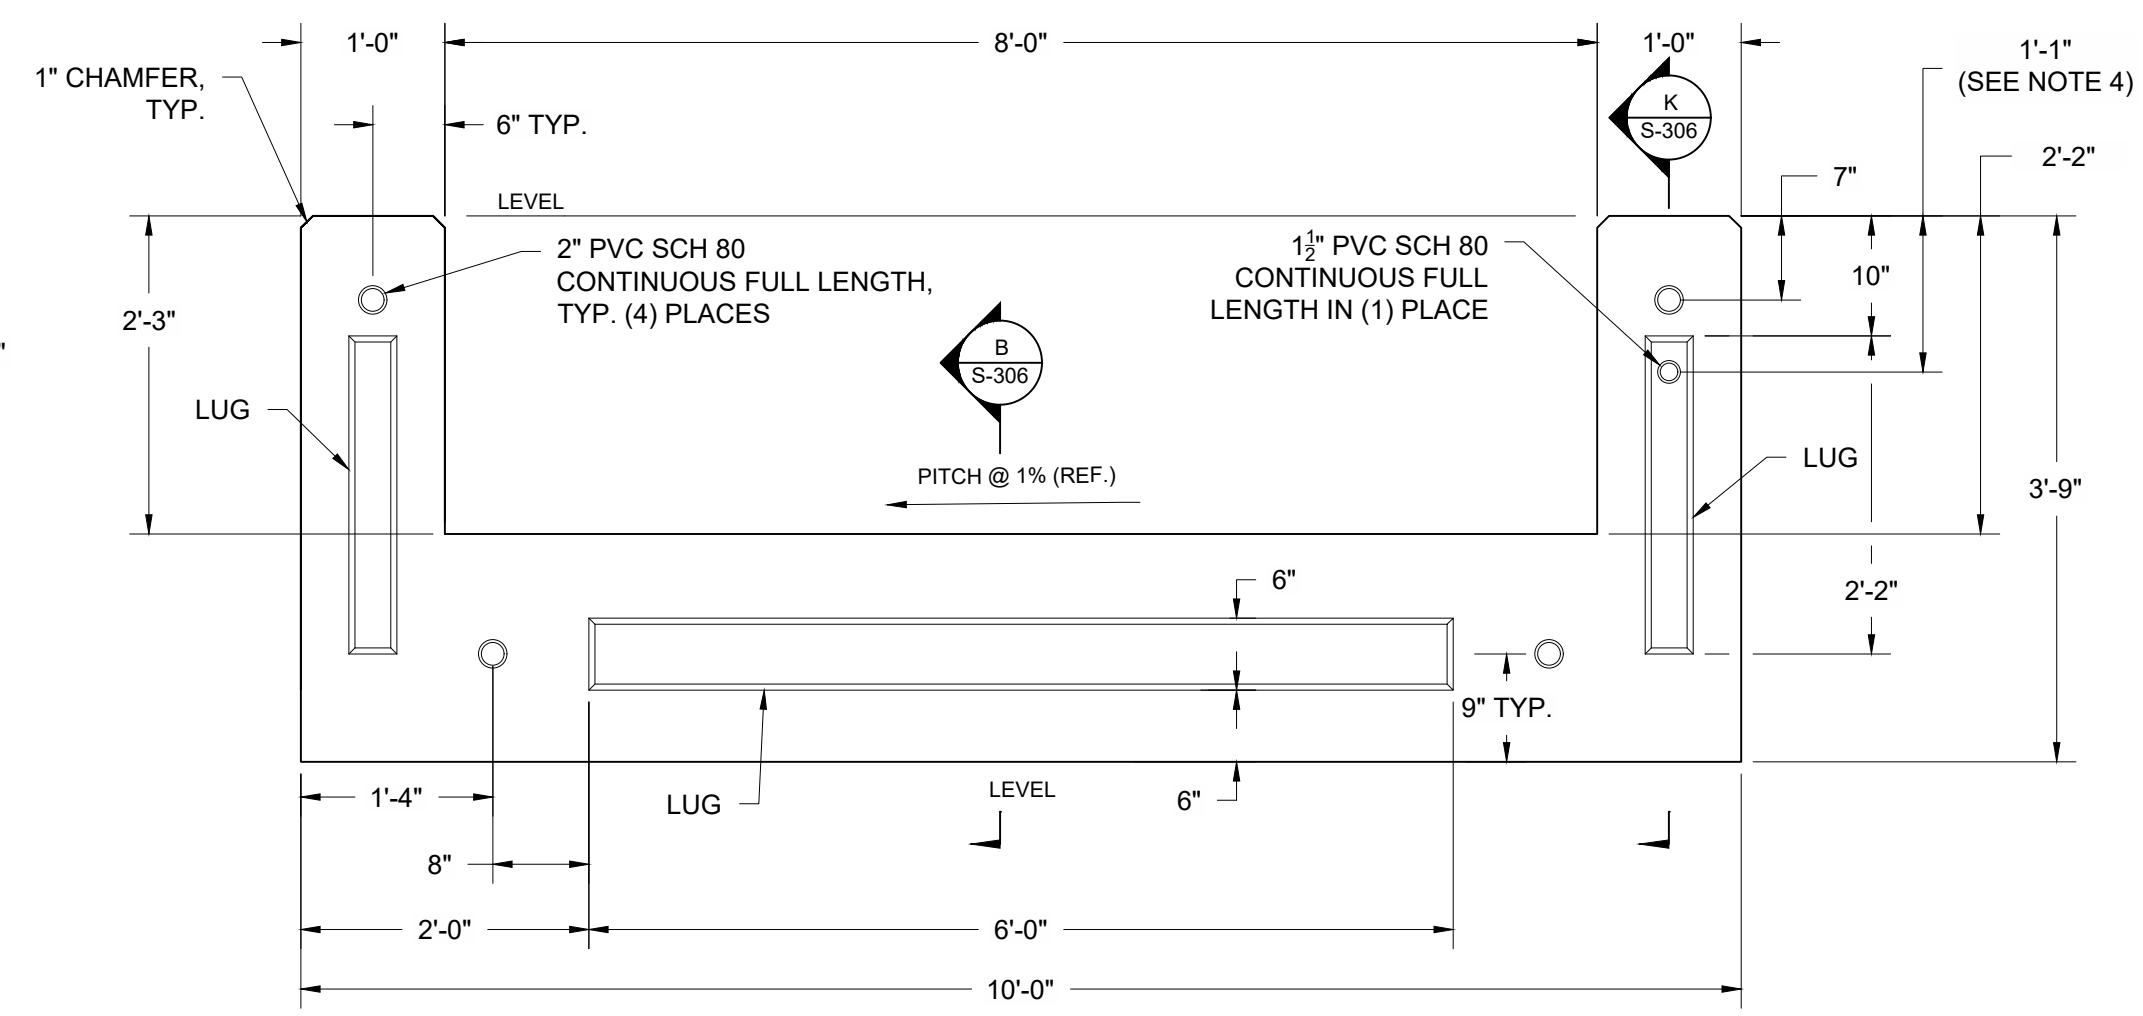 1'-0"
8'-0"
1'-0"
1'-1"
(SEE NOTE 4)
1" CHAMFER,
TYP.
K
S-306
6" TYP.
2'-2"
7"
LEVEL
2" PVC SCH 80
CONTINUOUS FULL LENGTH,
TYP. (4) PLACES
1 1/2" PVC SCH 80
CONTINUOUS FULL
LENGTH IN (1) PLACE
10"
2'-3"
"
B
S-306
LUG
LUG
PITCH @ 1% (REF.)
3'-9"
6"
2'-2"
9" TYP.
1'-4"
LUG
LEVEL
6"
8"
2'-0"
6'-0"
10'-0"